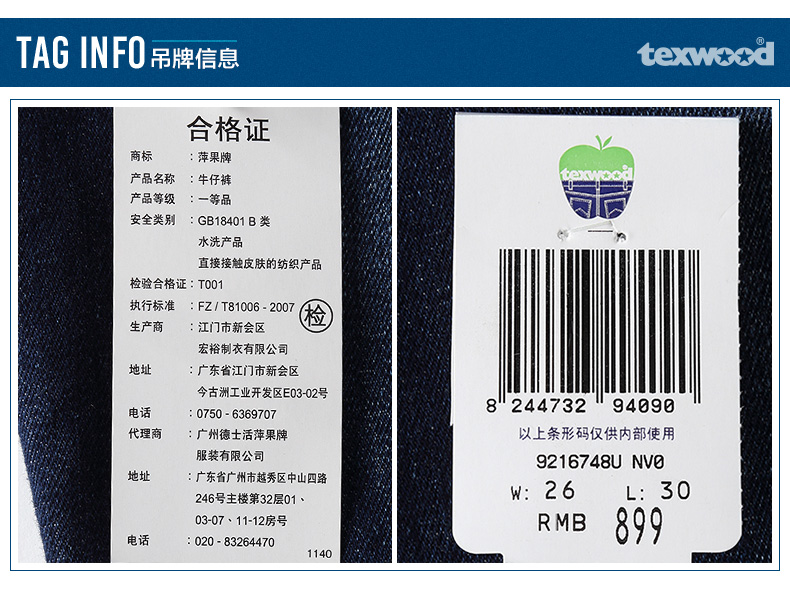 TAG INFO 吊牌信息
texwood®
合格证
商标 : 萍果牌
产品名称 : 牛仔裤
产品等级 : 一等品
安全类别 : GB18401 B 类
水洗产品
直接接触皮肤的纺织产品
检验合格证 : T001
执行标准 : FZ / T81006 - 2007
检
生产商 : 江门市新会区
宏裕制衣有限公司
地址 : 广东省江门市新会区
今古洲工业开发区E03-02号
电话 : 0750 - 6369707
代理商 : 广州德士活萍果牌
服装有限公司
地址 : 广东省广州市越秀区中山四路
246号主楼第32层01、
03-07、11-12房号
电话 : 020 - 83264470
1140
texwood
8 244732 94090
以上条形码仅供内部使用
9216748U NV0
W: 26 L: 30
RMB 899